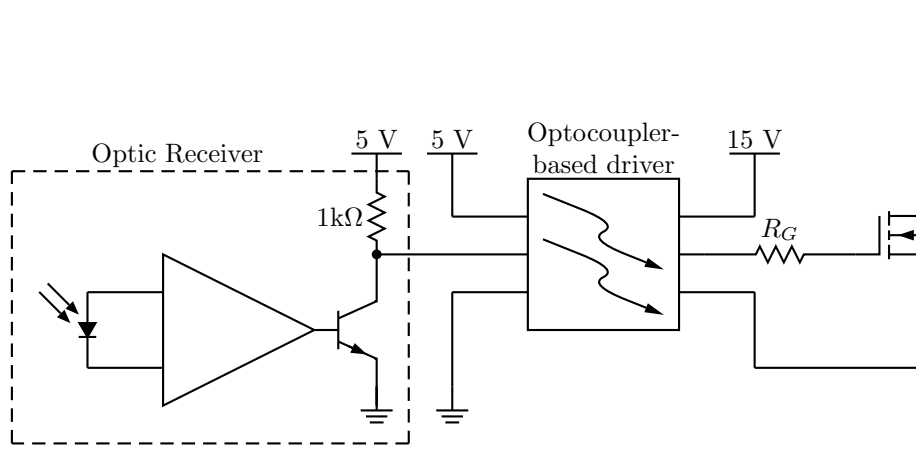 Optic Receiver
5 V
5 V
Optocoupler-
based driver
15 V
1kΩ
R_G